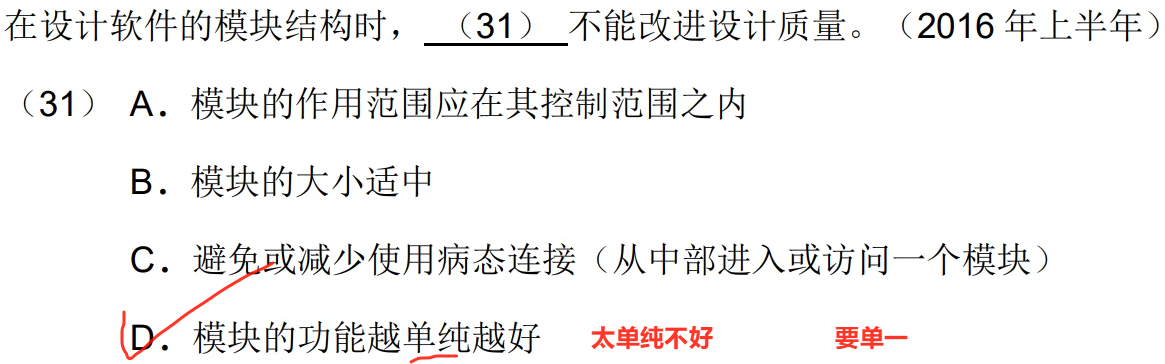 在设计软件的模块结构时，（31）不能改进设计质量。（2016 年上半年）
（31） A．模块的作用范围应在其控制范围之内
B．模块的大小适中
C．避免或减少使用病态连接（从中部进入或访问一个模块）
D．模块的功能越单纯越好 太单纯不好 要单一